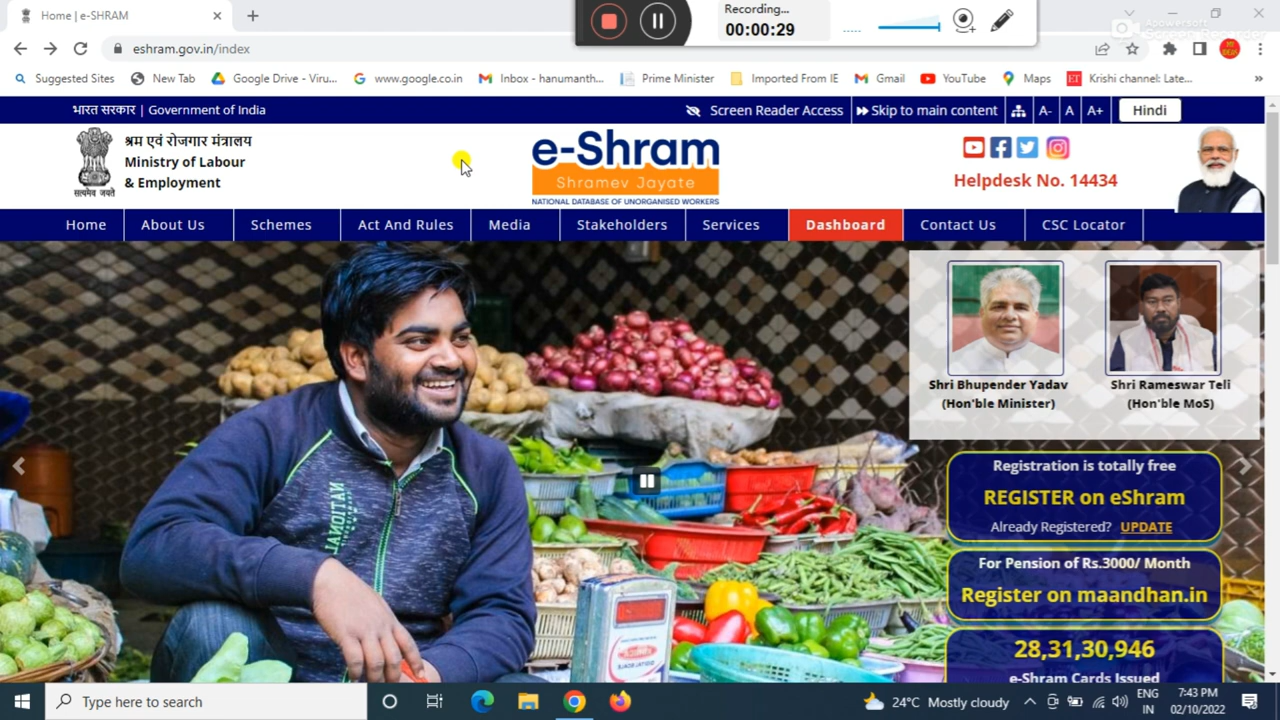 Home | e-SHRAM
Recording...
00:00:29
Apowersoft
Screen Recorder
eshram.gov.in/index
Suggested Sites
New Tab
Google Drive - Viru...
www.google.co.in
Inbox - hanumanth...
Prime Minister
Imported From IE
Gmail
YouTube
Maps
Krishi channel: Late...
भारत सरकार | Government of India
Screen Reader Access
Skip to main content
A-
A
A+
Hindi
श्रम एवं रोजगार मंत्रालय
Ministry of Labour
& Employment
सत्यमेव जयते
e-Shram
Shramev Jayate
NATIONAL DATABASE OF UNORGANISED WORKERS
Helpdesk No. 14434
Home
About Us
Schemes
Act And Rules
Media
Stakeholders
Services
Dashboard
Contact Us
CSC Locator
Shri Bhupender Yadav
(Hon'ble Minister)
Shri Rameswar Teli
(Hon'ble MoS)
Registration is totally free
REGISTER on eShram
Already Registered? UPDATE
For Pension of Rs.3000/ Month
Register on maandhan.in
28,31,30,946
e-Shram Cards Issued
Type here to search
24°C Mostly cloudy
ENG
IN
7:43 PM
02/10/2022